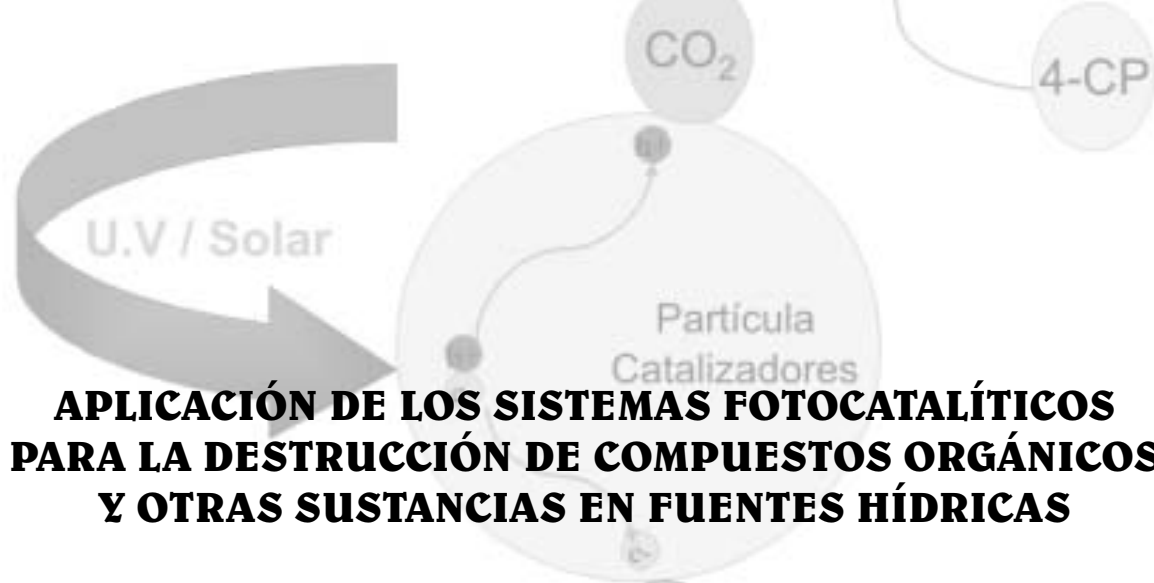 CO₂
4-CP
U.V / Solar
Partícula
Catalizadores
APLICACIÓN DE LOS SISTEMAS FOTOCATALÍTICOS
PARA LA DESTRUCCIÓN DE COMPUESTOS ORGÁNICOS
Y OTRAS SUSTANCIAS EN FUENTES HÍDRICAS